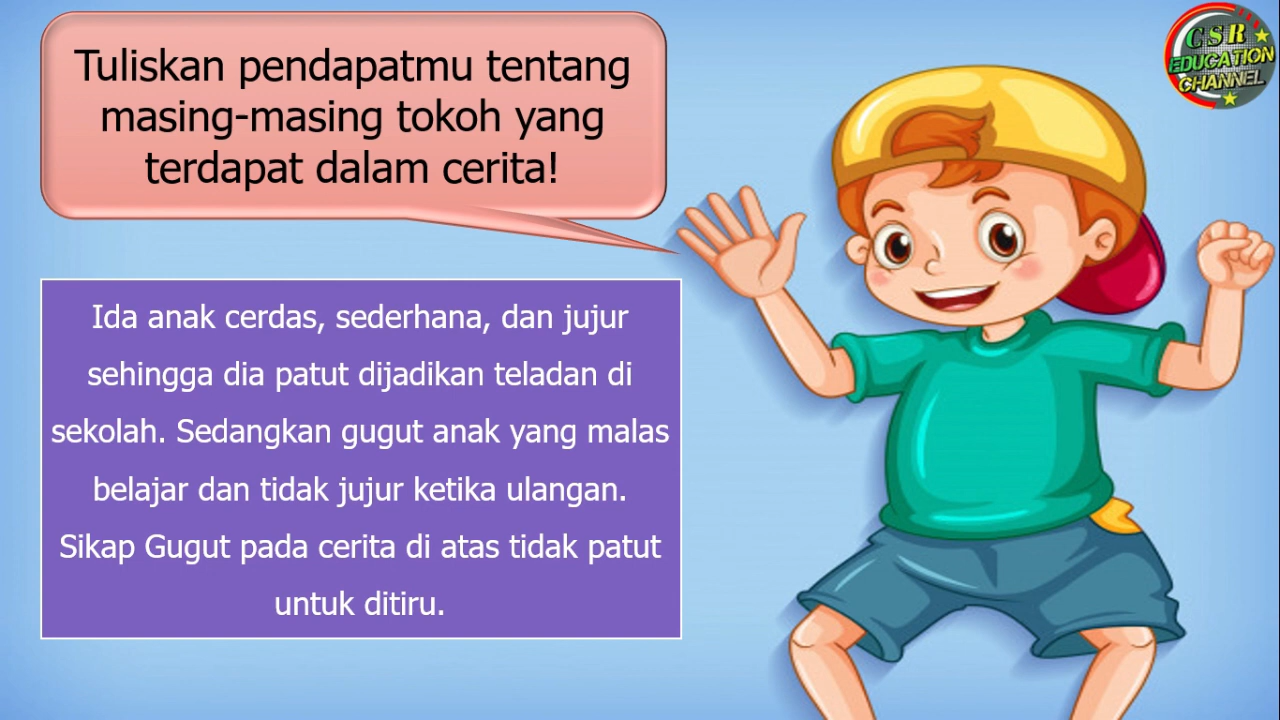 Tuliskan pendapatmu tentang
masing-masing tokoh yang
terdapat dalam cerita!
CSR
EDUCATION
CHANNEL
Ida anak cerdas, sederhana, dan jujur
sehingga dia patut dijadikan teladan di
sekolah. Sedangkan gugut anak yang malas
belajar dan tidak jujur ketika ulangan.
Sikap Gugut pada cerita di atas tidak patut
untuk ditiru.